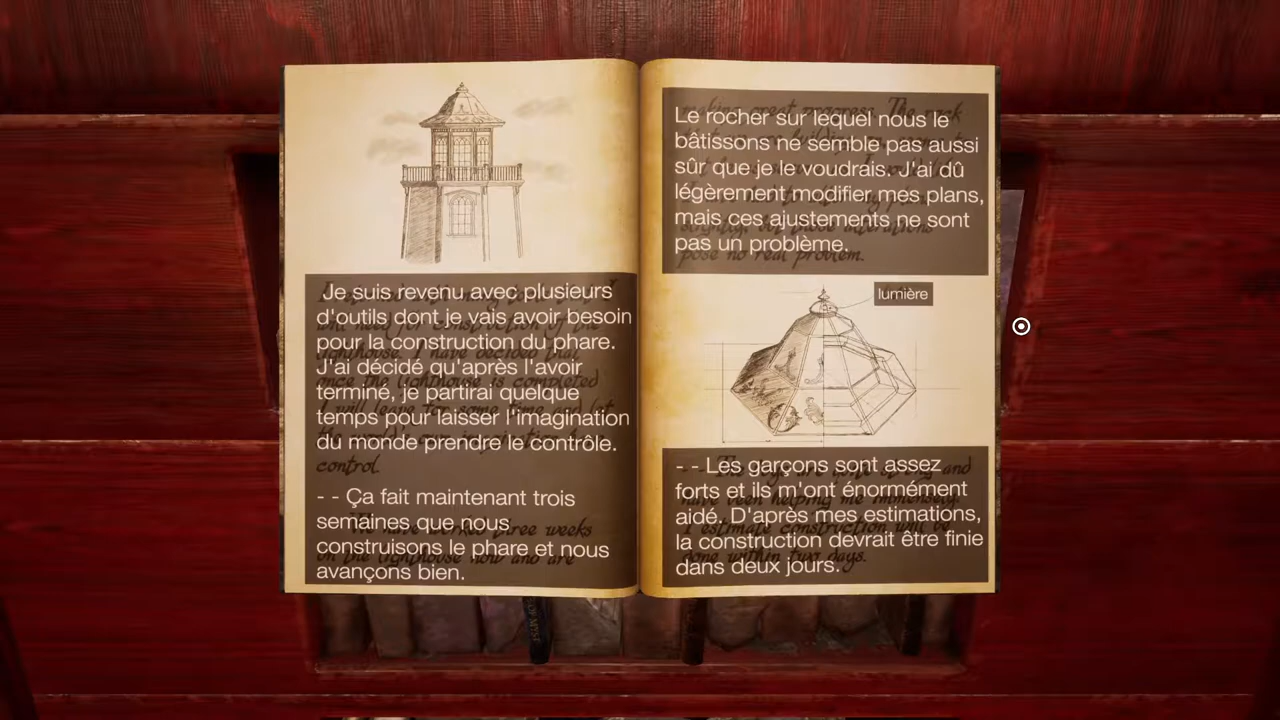 Je suis revenu avec plusieurs
d'outils dont je vais avoir besoin
pour la construction du phare.
J'ai décidé qu'après l'avoir
terminé, je partirai quelque
temps pour laisser l'imagination
du monde prendre le contrôle.
control.
- - Ça fait maintenant trois
semaines que nous
construisons le phare et nous
avançons bien.
Le rocher sur lequel nous le
bâtissons ne semble pas aussi
sûr que je le voudrais. J'ai dû
légèrement modifier mes plans,
mais ces ajustements ne sont
pas un problème.
pose no real problem.
lumière
- - Les garçons sont assez
forts et ils m'ont énormément
aidé. D'après mes estimations,
la construction devrait être finie
dans deux jours.